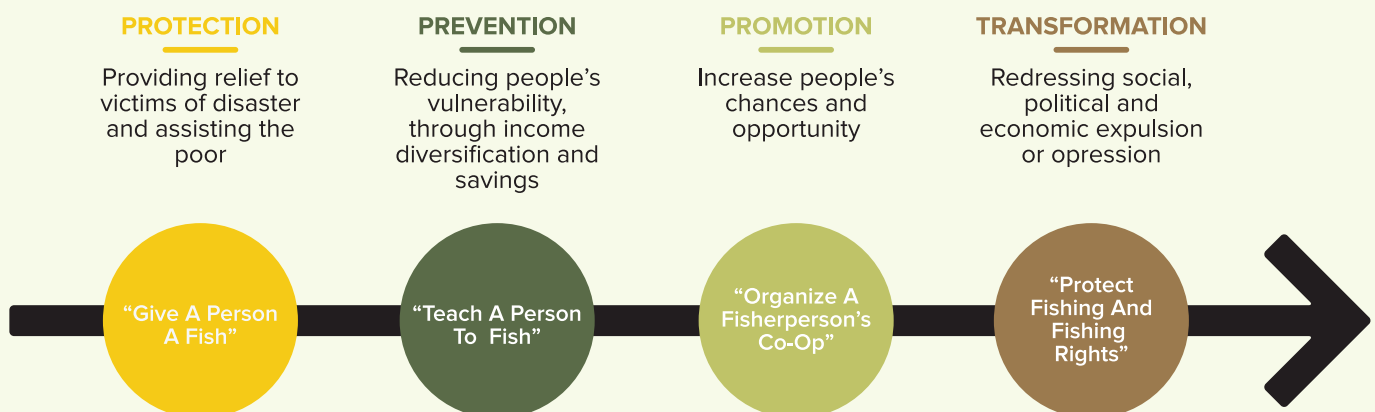 PROTECTION
Providing relief to
victims of disaster
and assisting the
poor
PREVENTION
Reducing people’s
vulnerability,
through income
diversification and
savings
PROMOTION
Increase people’s
chances and
opportunity
TRANSFORMATION
Redressing social,
political and
economic expulsion
or opression
“Give A Person
A Fish”
“Teach A Person
To Fish”
“Organize A
Fisherperson’s
Co-Op”
“Protect
Fishing And
Fishing
Rights”